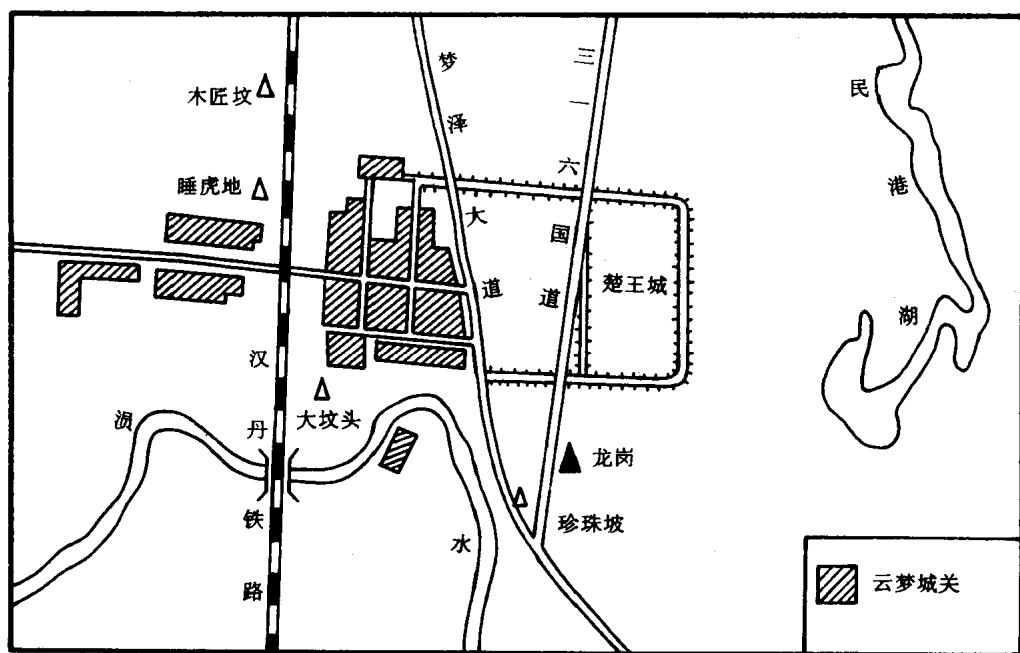 木匠坟
睡虎地
梦泽大道
三一六国道
民港湖
楚王城
汉丹铁路
大坟头
涢水
龙岗
珍珠坡
云梦城关